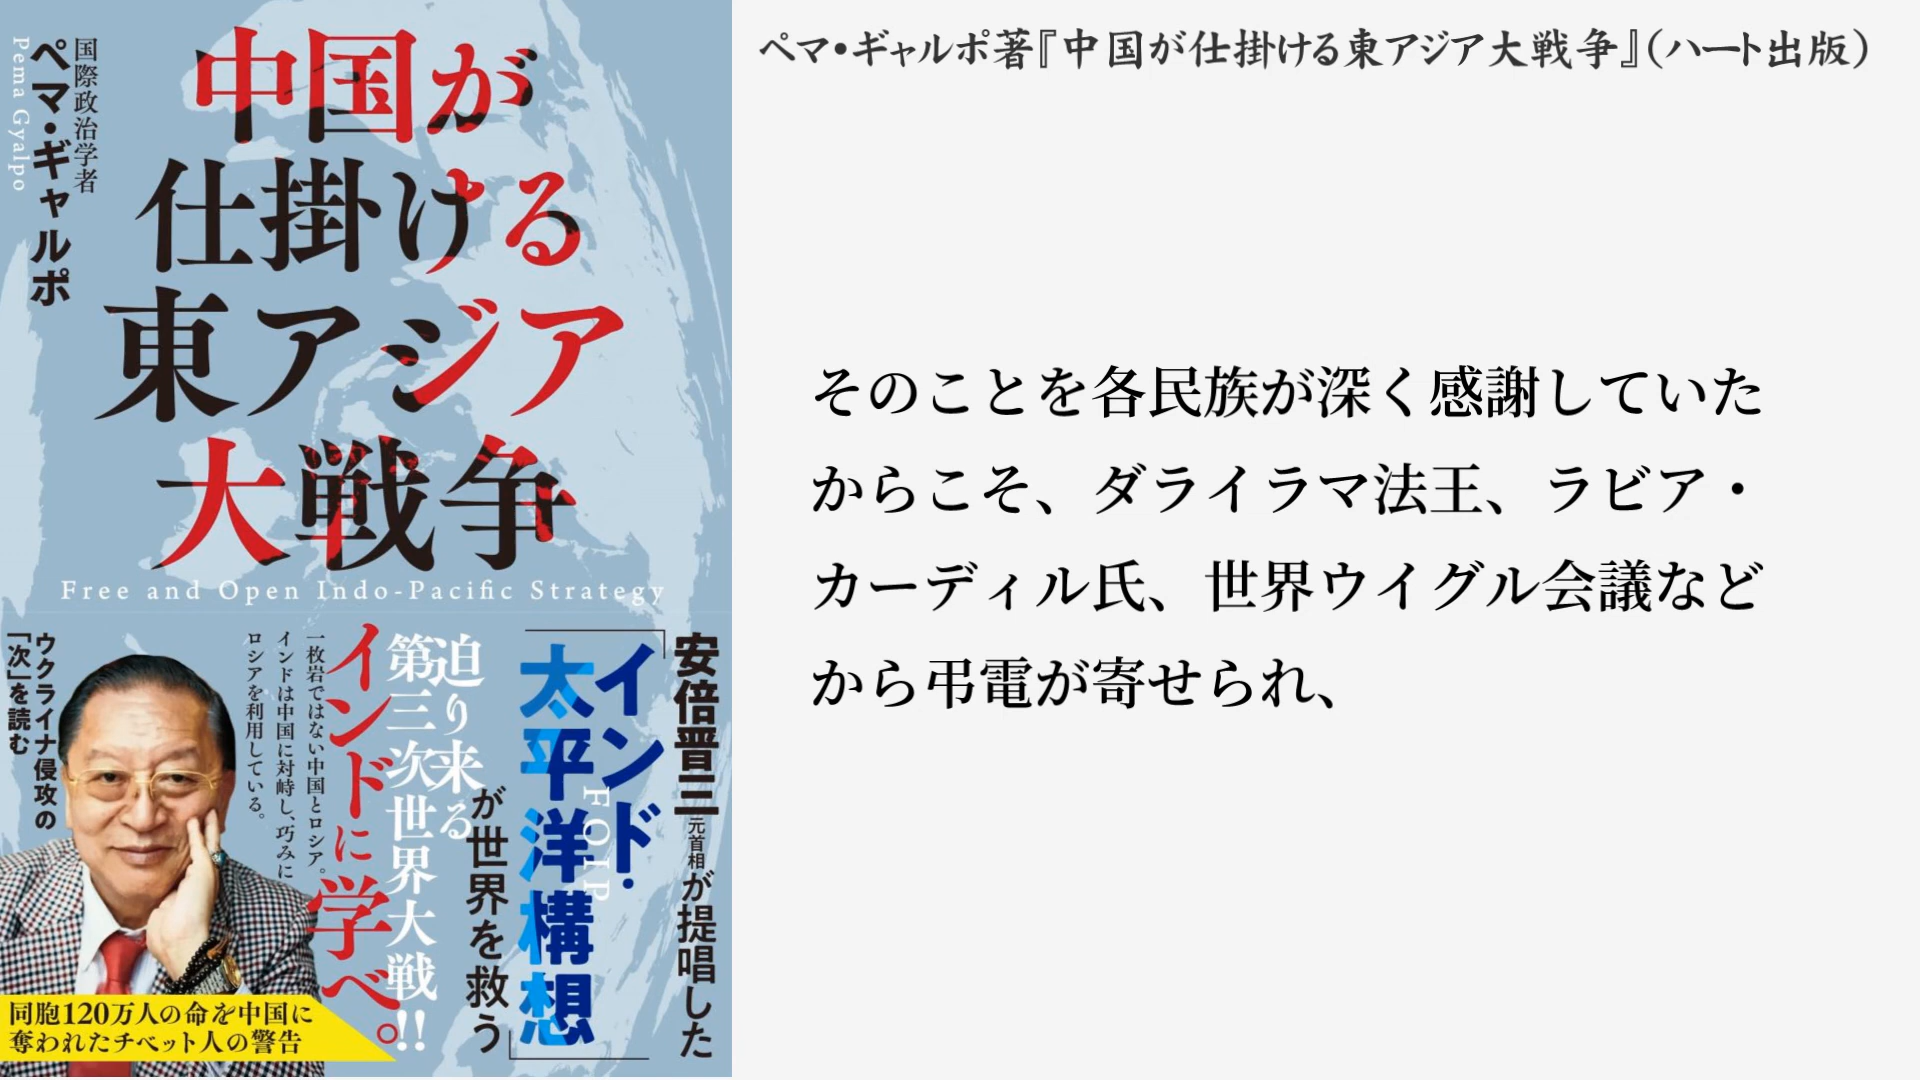 国際政治学者
ペマ・ギャルポ
Pema Gyalpo
中国が
仕掛ける
東アジア
大戦争
Free and Open Indo-Pacific Strategy
安倍晋三元首相が提唱した
「インド・
太平洋構想」
FOIP
が世界を救う
迫り来る
第三次世界大戦!!
インドに学べ。
一枚岩ではない中国とロシア。
インドは中国に対峙し、巧みに
ロシアを利用している。
ウクライナ侵攻の
「次」を読む
同胞120万人の命を中国に
奪われたチベット人の警告
ペマ・ギャルポ著『中国が仕掛ける東アジア大戦争』(ハート出版)
そのことを各民族が深く感謝していた
からこそ、ダライラマ法王、ラビア・
カーディル氏、世界ウイグル会議など
から弔電が寄せられ、